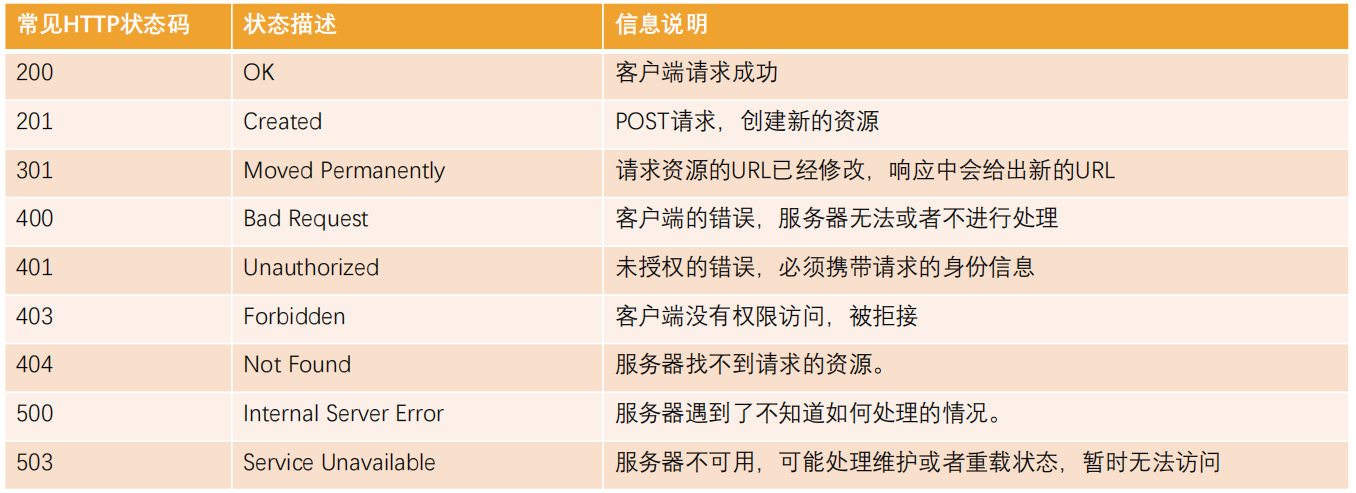 常见HTTP状态码 状态描述 信息说明
200 OK 客户端请求成功
201 Created POST请求，创建新的资源
301 Moved Permanently 请求资源的URL已经修改，响应中会给出新的URL
400 Bad Request 客户端的错误，服务器无法或者不进行处理
401 Unauthorized 未授权的错误，必须携带请求的身份信息
403 Forbidden 客户端没有权限访问，被拒接
404 Not Found 服务器找不到请求的资源。
500 Internal Server Error 服务器遇到了不知道如何处理的情况。
503 Service Unavailable 服务器不可用，可能处理维护或者重载状态，暂时无法访问